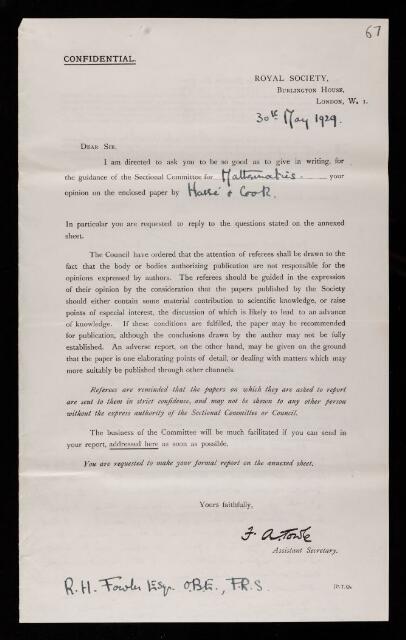 67
CONFIDENTIAL.
ROYAL SOCIETY,
BURLINGTON HOUSE,
LONDON, W. 1.
30th May 1929.
DEAR SIR,
I am directed to ask you to be so good as to give in writing, for
the guidance of the Sectional Committee for Mathematics your
opinion on the enclosed paper by Hassé & Cook.
In particular you are requested to reply to the questions stated on the annexed
sheet.
The Council have ordered that the attention of referees shall be drawn to the
fact that the body or bodies authorizing publication are not responsible for the
opinions expressed by authors. The referees should be guided in the expression
of their opinion by the consideration that the papers published by the Society
should either contain some material contribution to scientific knowledge, or raise
points of especial interest, the discussion of which is likely to lead to an advance
of knowledge. If these conditions are fulfilled, the paper may be recommended
for publication, although the conclusions drawn by the author may not be fully
established. An adverse report, on the other hand, may be given on the ground
that the paper is one elaborating points of detail, or dealing with matters which may
more suitably be published through other channels.
Referees are reminded that the papers on which they are asked to report
are sent to them in strict confidence, and may not be shown to any other person
without the express authority of the Sectional Committee or Council.
The business of the Committee will be much facilitated if you can send in
your report, addressed here as soon as possible.
You are requested to make your formal report on the annexed sheet.
Yours faithfully,
F. A. Towle
Assistant Secretary.
R. H. Fowler Esqr. O.B.E., F.R.S.
[P.T.O.